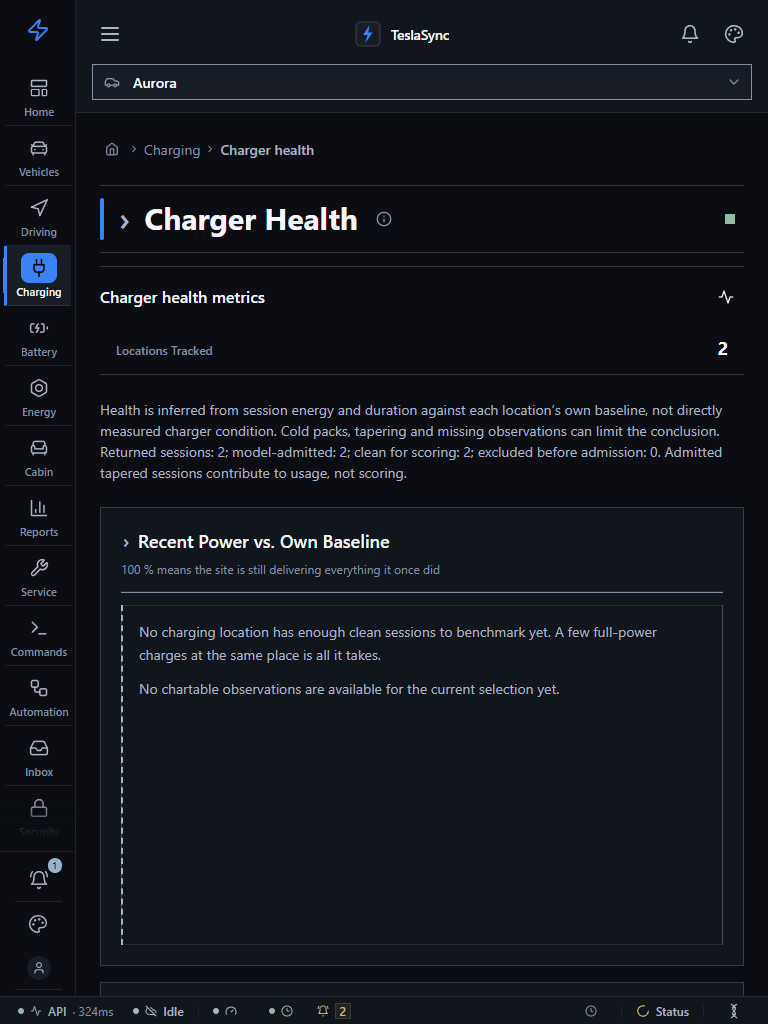 TeslaSync
Aurora
Home
Vehicles
Driving
Charging
Battery
Energy
Cabin
Reports
Service
Commands
Automation
Inbox
Security
1
Charging
Charger health
Charger Health
Charger health metrics
Locations Tracked
2
Health is inferred from session energy and duration against each location's own baseline, not directly
measured charger condition. Cold packs, tapering and missing observations can limit the conclusion.
Returned sessions: 2; model-admitted: 2; clean for scoring: 2; excluded before admission: 0. Admitted
tapered sessions contribute to usage, not scoring.
Recent Power vs. Own Baseline
100 % means the site is still delivering everything it once did
No charging location has enough clean sessions to benchmark yet. A few full-power
charges at the same place is all it takes.
No chartable observations are available for the current selection yet.
API · 324ms
Idle
2
Status